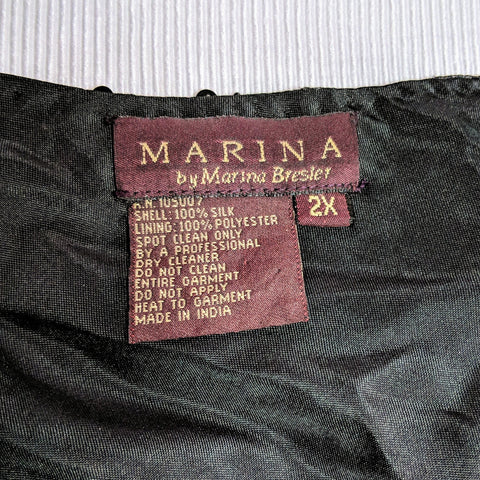 MARINA
by Marina Bresler
2X
R.N. 105007
SHELL: 100% SILK
LINING: 100% POLYESTER
SPOT CLEAN ONLY
BY A PROFESSIONAL
DRY CLEANER
DO NOT CLEAN
ENTIRE GARMENT
DO NOT APPLY
HEAT TO GARMENT
MADE IN INDIA